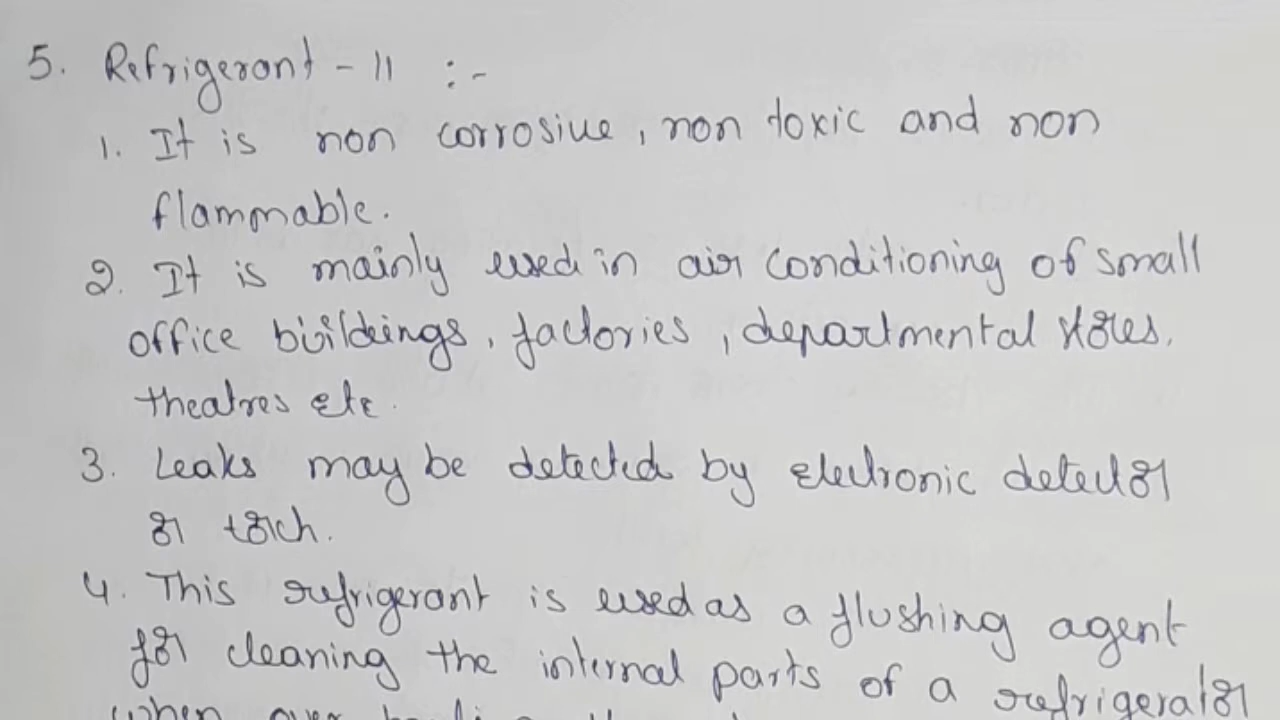 5. Refrigerant - 11 :-
1. It is non corrosive, non toxic and non
flammable.
2. It is mainly used in air conditioning of small
office buildings, factories, departmental stores,
theatres etc.
3. Leaks may be detected by electronic detector
or torch.
4. This refrigerant is used as a flushing agent
for cleaning the internal parts of a refrigerator
when over